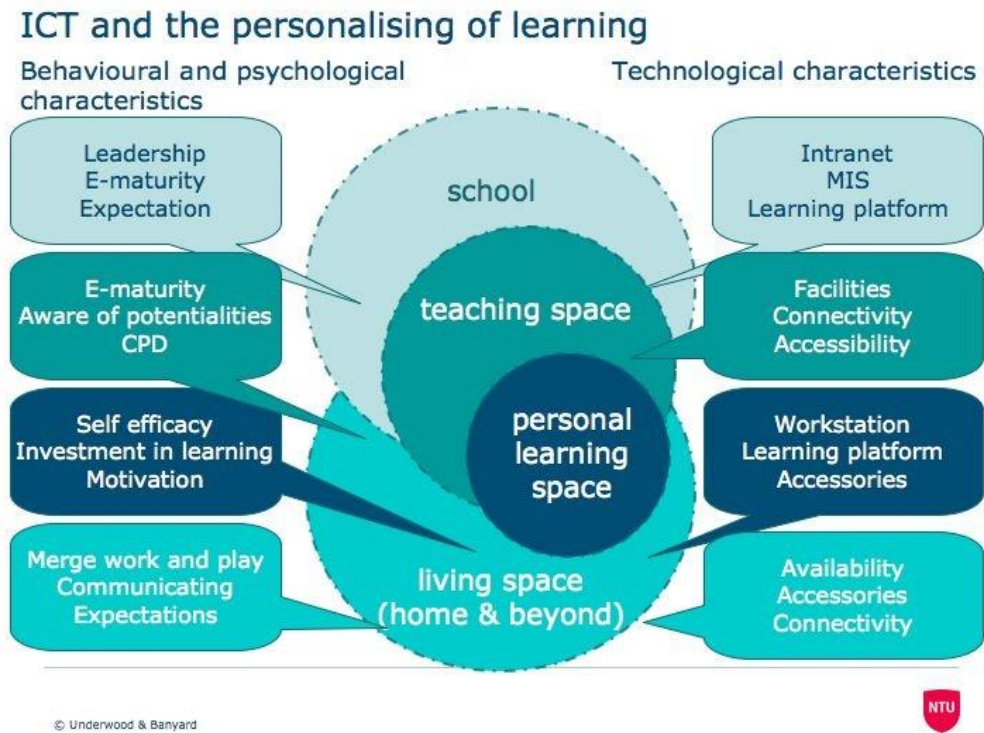 ICT and the personalising of learning
Behavioural and psychological
characteristics
Technological characteristics
Leadership
E-maturity
Expectation
E-maturity
Aware of potentialities
CPD
Self efficacy
Investment in learning
Motivation
Merge work and play
Communicating
Expectations
school
teaching space
personal
learning
space
living space
(home & beyond)
Intranet
MIS
Learning platform
Facilities
Connectivity
Accessibility
Workstation
Learning platform
Accessories
Availability
Accessories
Connectivity
© Underwood & Banyard
NTU